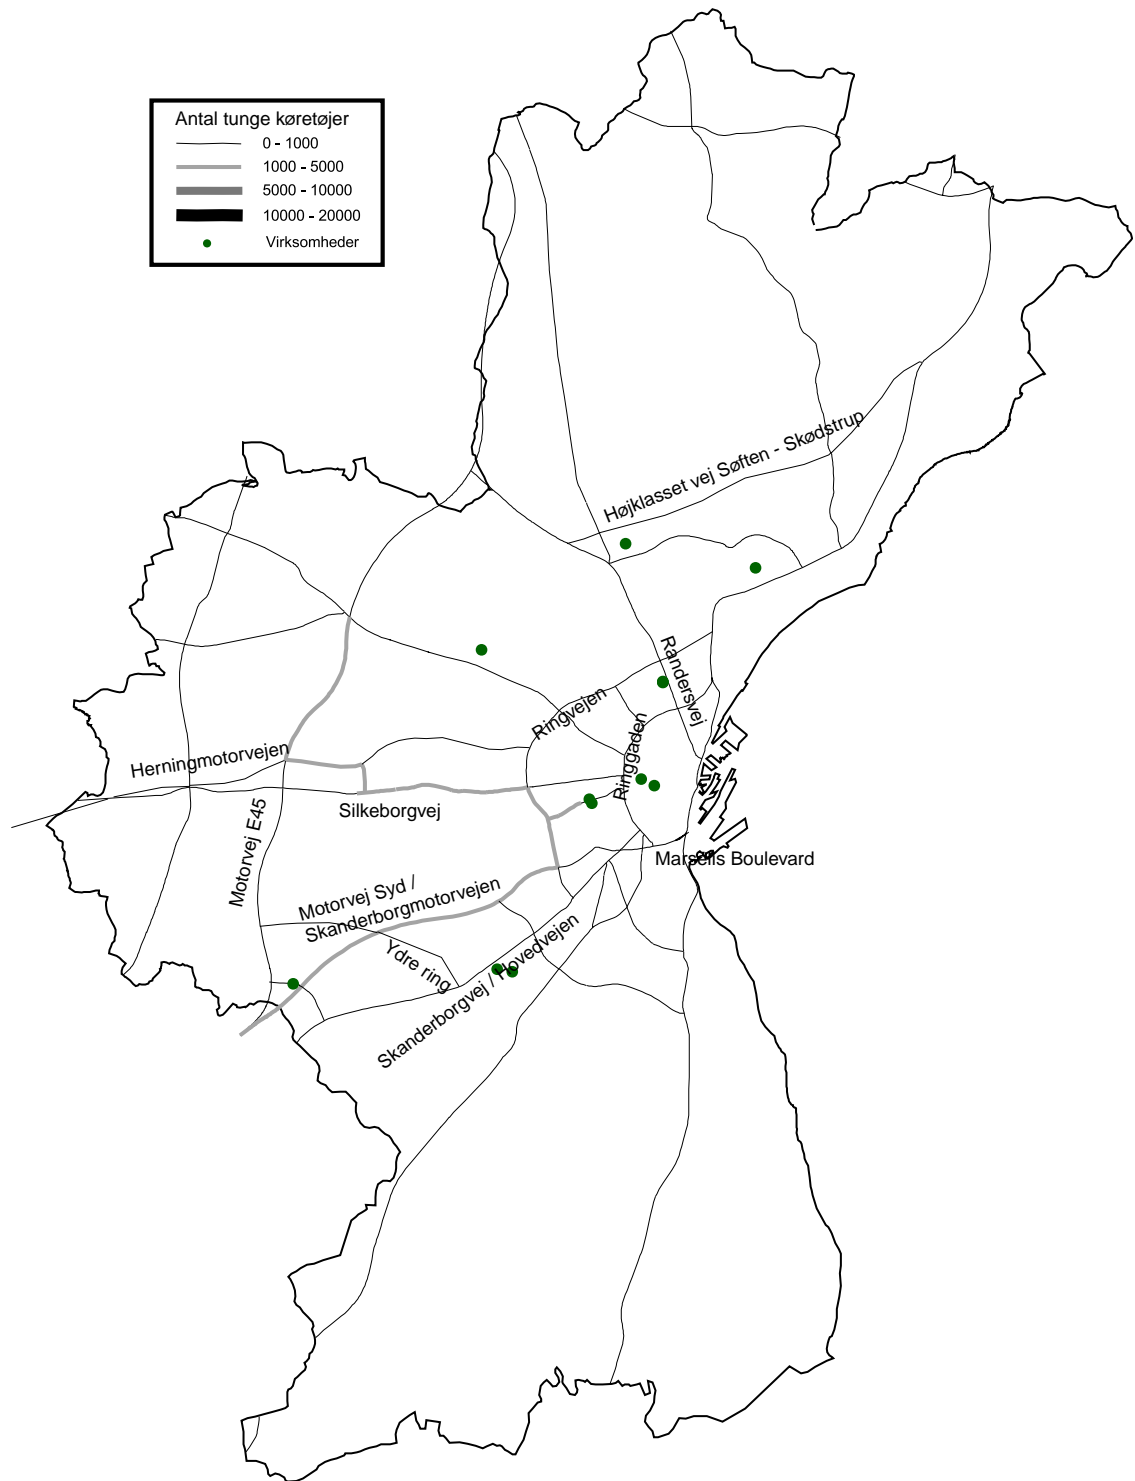 Antal tunge køretøjer
0 - 1000
1000 - 5000
5000 - 10000
10000 - 20000
Virksomheder
Højklasset vej Søften - Skødstrup
Randersvej
Ringvejen
Ringgaden
Herningmotorvejen
Silkeborgvej
Motorvej E45
Marselis Boulevard
Motorvej Syd /
Skanderborgmotorvejen
Ydre ring
Skanderborgvej / Hovedvejen